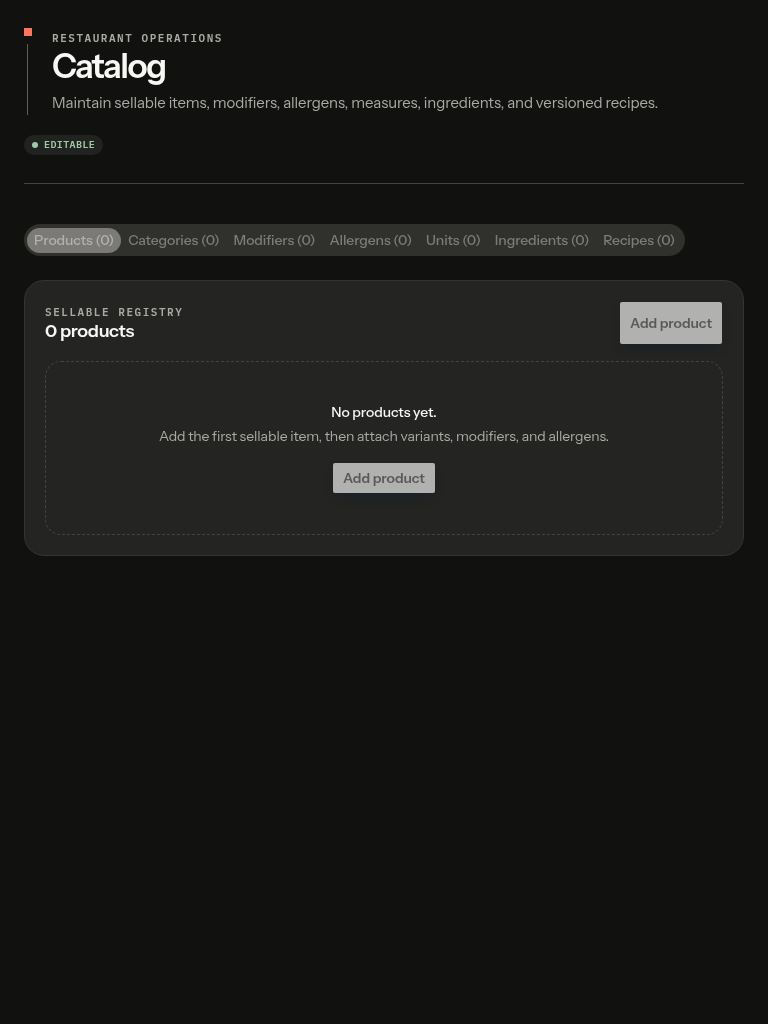 RESTAURANT OPERATIONS
Catalog
Maintain sellable items, modifiers, allergens, measures, ingredients, and versioned recipes.
EDITABLE
Products (0) Categories (0) Modifiers (0) Allergens (0) Units (0) Ingredients (0) Recipes (0)
SELLABLE REGISTRY
0 products
Add product
No products yet.
Add the first sellable item, then attach variants, modifiers, and allergens.
Add product